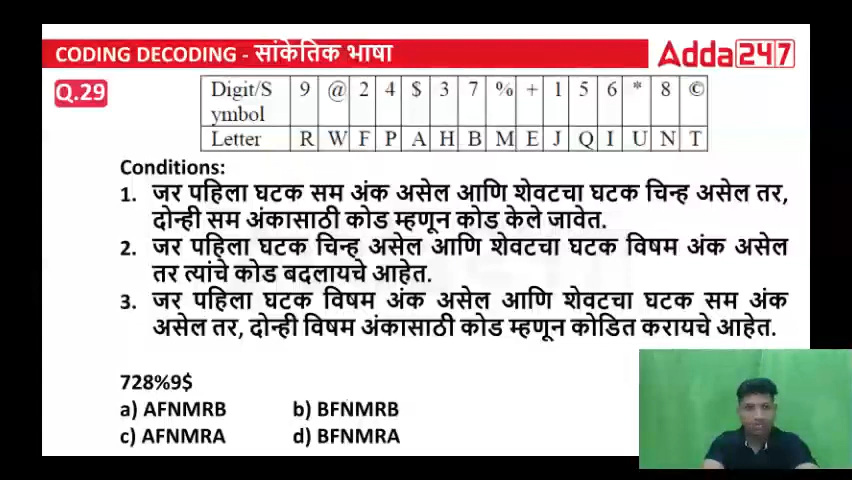 CODING DECODING - सांकेतिक भाषा
Adda247
Q.29
Digit/S 9 @ 2 4 $ 3 7 % + 1 5 6 * 8 ©
ymbol
Letter R W F P A H B M E J Q I U N T
Conditions:
1. जर पहिला घटक सम अंक असेल आणि शेवटचा घटक चिन्ह असेल तर,
दोन्ही सम अंकासाठी कोड म्हणून कोड केले जावेत.
2. जर पहिला घटक चिन्ह असेल आणि शेवटचा घटक विषम अंक असेल
तर त्यांचे कोड बदलायचे आहेत.
3. जर पहिला घटक विषम अंक असेल आणि शेवटचा घटक सम अंक
असेल तर, दोन्ही विषम अंकासाठी कोड म्हणून कोडित करायचे आहेत.
728%9$
a) AFNMRB b) BFNMRB
c) AFNMRA d) BFNMRA